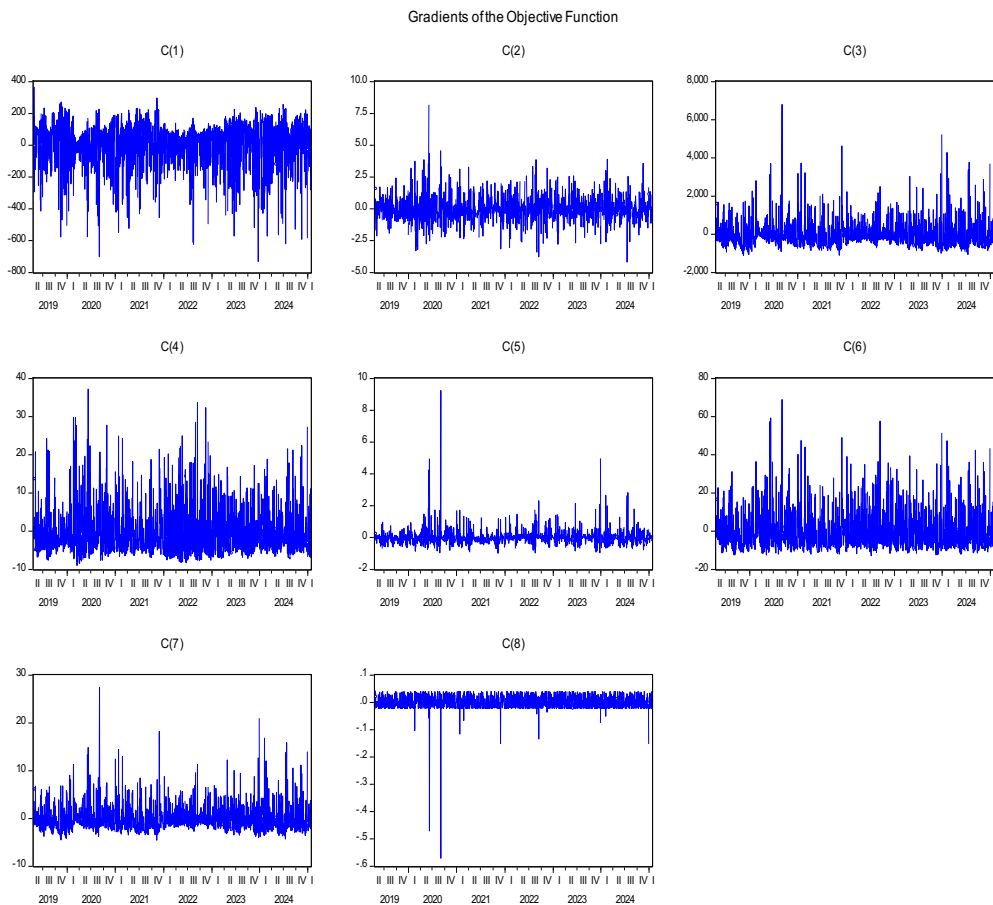 Gradients of the Objective Function
C(1)
400
200
0
-200
-400
-600
-800
II III IV I II III IV I II III IV I II III IV I II III IV I II III IV I
2019 2020 2021 2022 2023 2024
C(2)
10.0
7.5
5.0
2.5
0.0
-2.5
-5.0
II III IV I II III IV I II III IV I II III IV I II III IV I II III IV I
2019 2020 2021 2022 2023 2024
C(3)
8,000
6,000
4,000
2,000
0
-2,000
II III IV I II III IV I II III IV I II III IV I II III IV I II III IV
2019 2020 2021 2022 2023 2024
C(4)
40
30
20
10
0
-10
II III IV I II III IV I II III IV I II III IV I II III IV I II III IV I
2019 2020 2021 2022 2023 2024
C(5)
10
8
6
4
2
0
-2
II III IV I II III IV I II III IV I II III IV I II III IV I II III IV I
2019 2020 2021 2022 2023 2024
C(6)
80
60
40
20
0
-20
II III IV I II III IV I II III IV I II III IV I II III IV I II III IV
2019 2020 2021 2022 2023 2024
C(7)
30
20
10
0
-10
II III IV I II III IV I II III IV I II III IV I II III IV I II III IV I
2019 2020 2021 2022 2023 2024
C(8)
.1
.0
-.1
-.2
-.3
-.4
-.5
-.6
II III IV I II III IV I II III IV I II III IV I II III IV I II III IV I
2019 2020 2021 2022 2023 2024